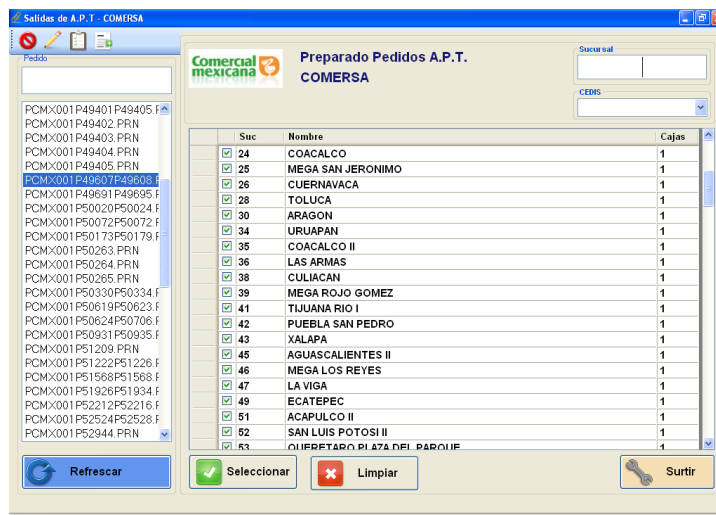 Salidas de A.P.T - COMERSA
Pedido
PCMX001P49401P49405.F
PCMX001P49402.PRN
PCMX001P49403.PRN
PCMX001P49404.PRN
PCMX001P49405.PRN
PCMX001P49607P49608.F
PCMX001P49691P49695.F
PCMX001P50020P50024.F
PCMX001P50072P50072.F
PCMX001P50173P50179.F
PCMX001P50263.PRN
PCMX001P50264.PRN
PCMX001P50265.PRN
PCMX001P50330P50334.F
PCMX001P50619P50623.F
PCMX001P50624P50706.F
PCMX001P50931P50935.F
PCMX001P51209.PRN
PCMX001P51222P51226.F
PCMX001P51568P51568.F
PCMX001P51926P51934.F
PCMX001P52212P52216.F
PCMX001P52524P52528.F
PCMX001P52944.PRN
Refrescar
Comercial
mexicana
Preparado Pedidos A.P.T.
COMERSA
Sucursal
CEDIS
Suc Nombre Cajas
24 COACALCO 1
25 MEGA SAN JERONIMO 1
26 CUERNAVACA 1
28 TOLUCA 1
30 ARAGON 1
34 URUAPAN 1
35 COACALCO II 1
36 LAS ARMAS 1
38 CULIACAN 1
39 MEGA ROJO GOMEZ 1
41 TIJUANA RIO I 1
42 PUEBLA SAN PEDRO 1
43 XALAPA 1
45 AGUASCALIENTES II 1
46 MEGA LOS REYES 1
47 LA VIGA 1
49 ECATEPEC 1
51 ACAPULCO II 1
52 SAN LUIS POTOSI II 1
53 QUERETARO PLAZA DEL PARQUE 1
Seleccionar
Limpiar
Surtir